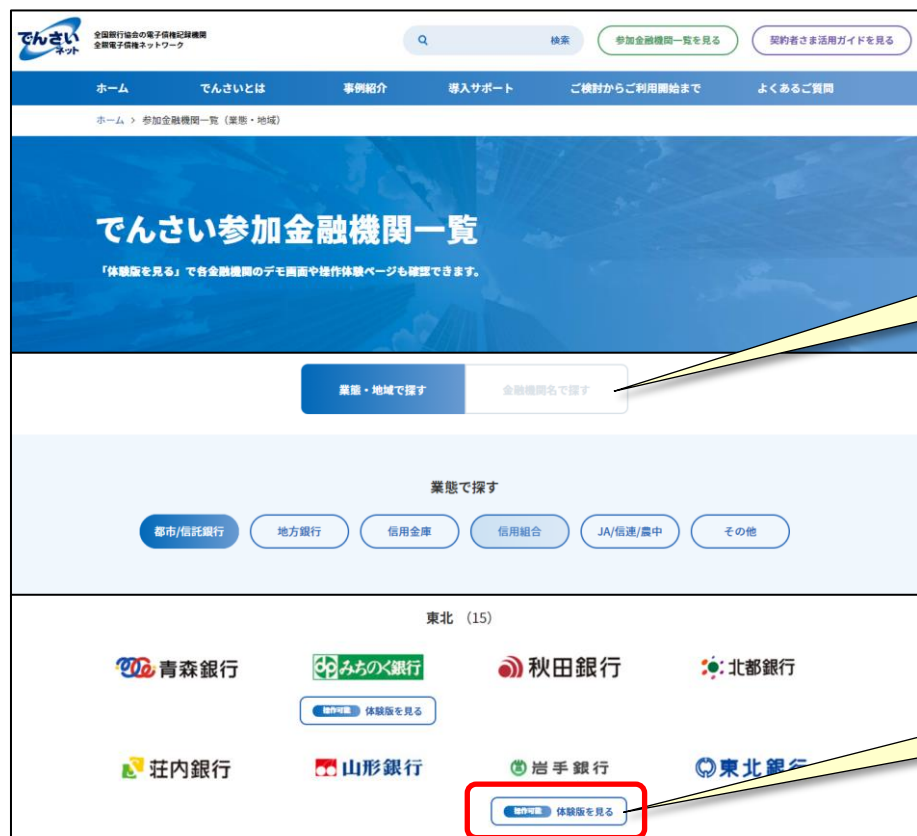 でんさい
ネット
全国銀行協会の電子債権記録機関
全銀電子債権ネットワーク
検索
参加金融機関一覧を見る
契約者さま活用ガイドを見る
ホーム
でんさいとは
事例紹介
導入サポート
ご検討からご利用開始まで
よくあるご質問
ホーム > 参加金融機関一覧(業態・地域)
でんさい参加金融機関一覧
「体験版を見る」で各金融機関のデモ画面や操作体験ページも確認できます。
業態・地域で探す
金融機関名で探す
業態で探す
都市/信託銀行
地方銀行
信用金庫
信用組合
JA/信連/農中
その他
東北 (15)
青森銀行
みちのく銀行
秋田銀行
北都銀行
操作可能 体験版を見る
荘内銀行
山形銀行
岩手銀行
東北銀行
操作可能 体験版を見る